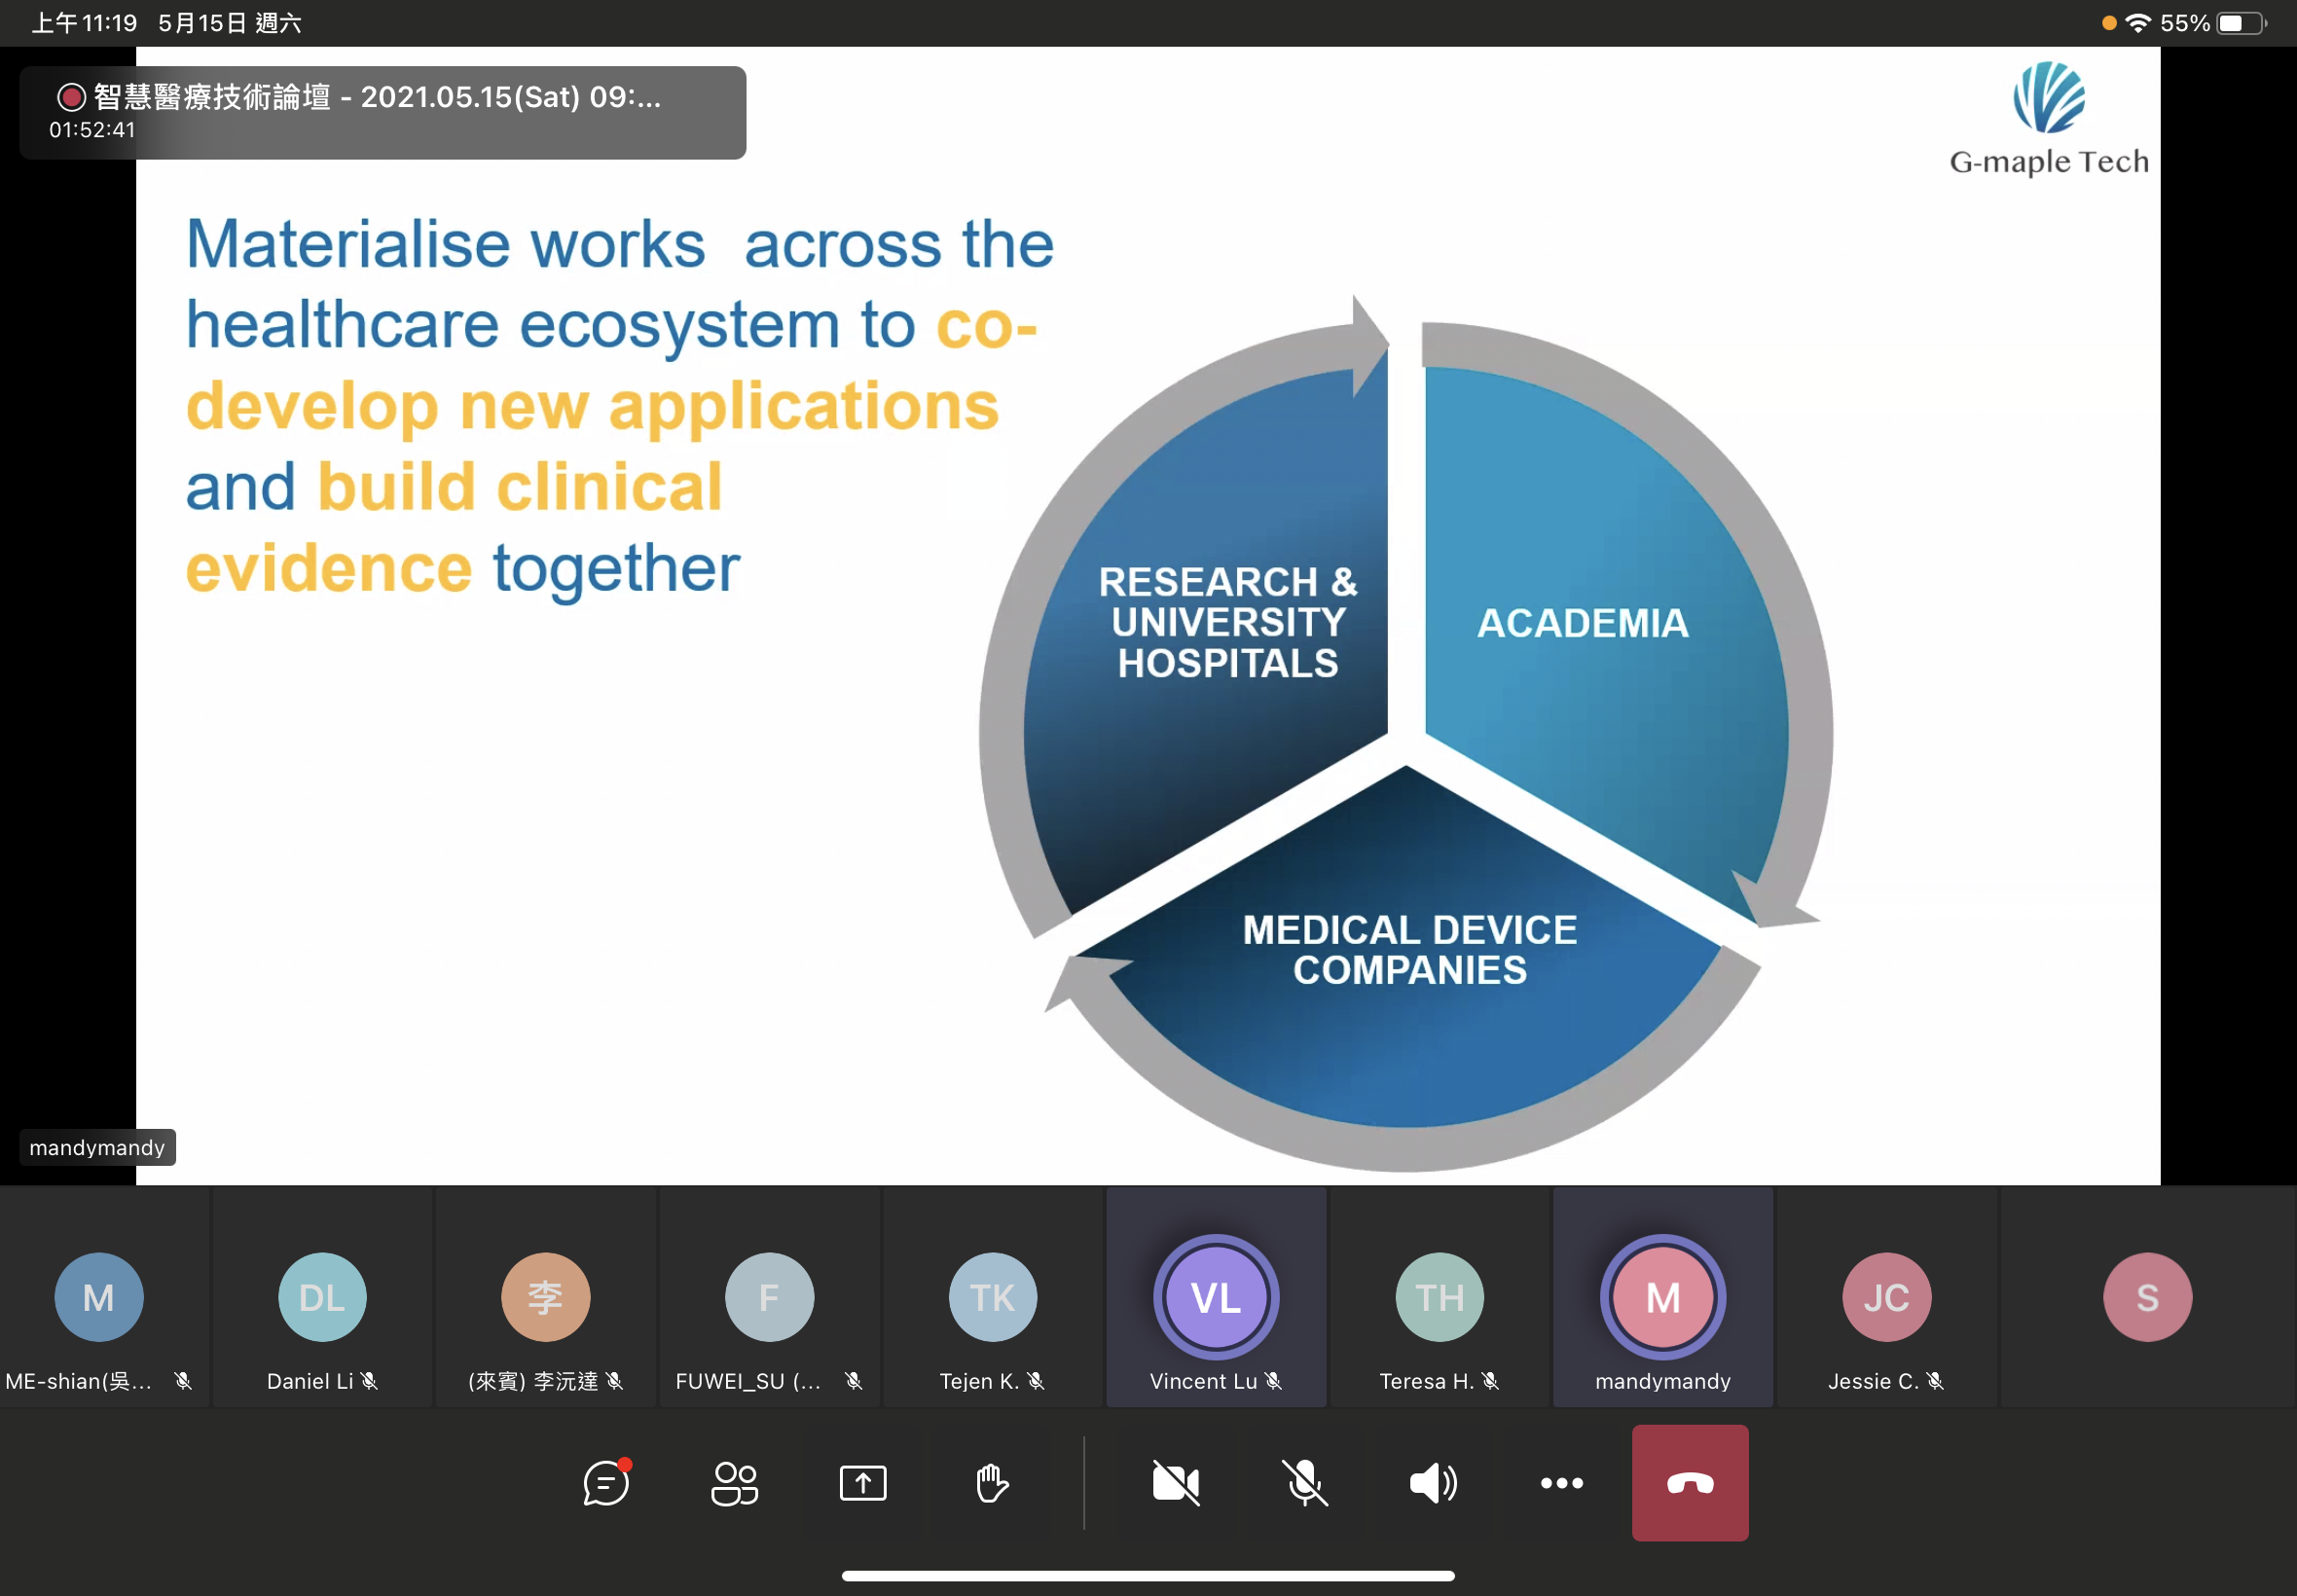 上午11:19 5月15日 週六
55%
智慧醫療技術論壇 - 2021.05.15(Sat) 09:...
01:52:41
G-maple Tech
Materialise works  across the
healthcare ecosystem to co-
develop new applications
and build clinical
evidence together
RESEARCH &
UNIVERSITY
HOSPITALS
ACADEMIA
MEDICAL DEVICE
COMPANIES
mandymandy
M
DL
李
F
TK
VL
TH
M
JC
S
ME-shian(吳...
Daniel Li
(來賓) 李沅達
FUWEI_SU (...
Tejen K.
Vincent Lu
Teresa H.
mandymandy
Jessie C.